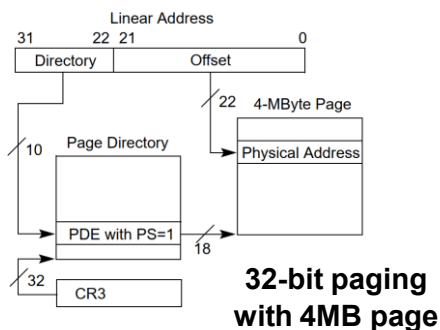 Linear Address
31 22 21 0
Directory Offset
22 4-MByte Page
10 Page Directory Physical Address
PDE with PS=1 18
32 CR3
32-bit paging
with 4MB page